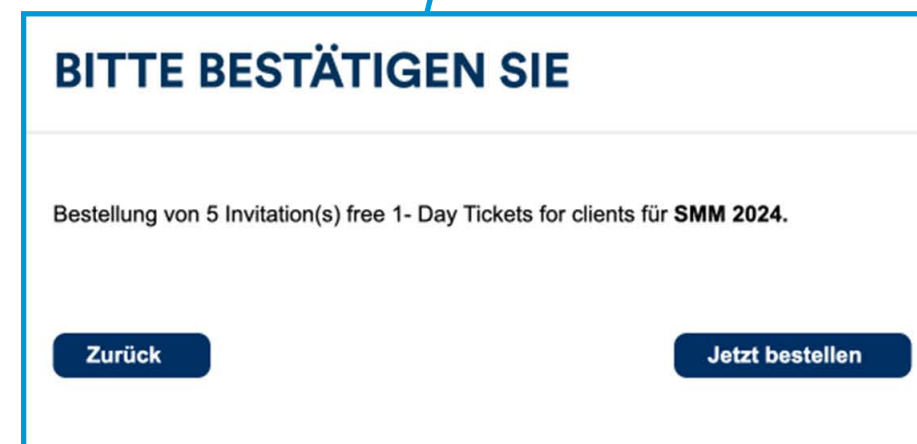 BITTE BESTÄTIGEN SIE
Bestellung von 5 Invitation(s) free 1- Day Tickets for clients für SMM 2024.
Zurück
Jetzt bestellen